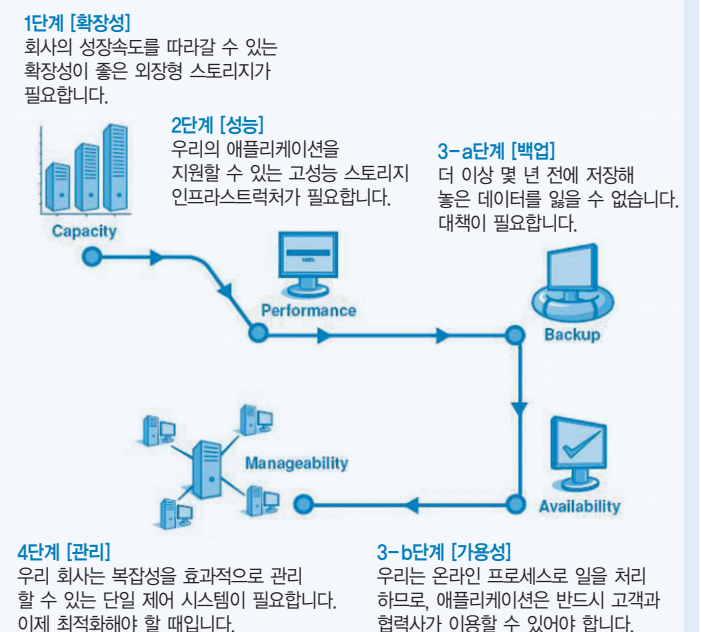 1단계 [확장성]
회사의 성장속도를 따라갈 수 있는
확장성이 좋은 외장형 스토리지가
필요합니다.
Capacity
2단계 [성능]
우리의 애플리케이션을
지원할 수 있는 고성능 스토리지
인프라스트럭처가 필요합니다.
100%
Performance
3-a단계 [백업]
더 이상 몇 년 전에 저장해
놓은 데이터를 잃을 수 없습니다.
대책이 필요합니다.
Backup
Availability
3-b단계 [가용성]
우리는 온라인 프로세스로 일을 처리
하므로, 애플리케이션은 반드시 고객과
협력사가 이용할 수 있어야 합니다.
Manageability
4단계 [관리]
우리 회사는 복잡성을 효과적으로 관리
할 수 있는 단일 제어 시스템이 필요합니다.
이제 최적화해야 할 때입니다.